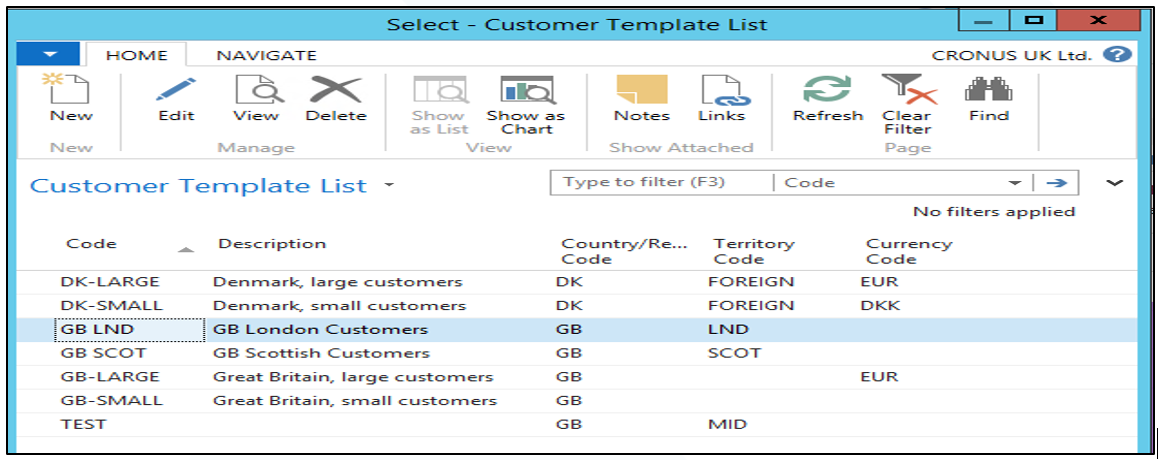 Select - Customer Template List
HOME NAVIGATE CRONUS UK Ltd. ?
New Edit View Delete Show as List Show as Chart Notes Links Refresh Clear Filter Find
New Manage View Show Attached Page
Customer Template List Type to filter (F3) Code
No filters applied
Code Description Country/Re... Code Territory Code Currency Code
DK-LARGE Denmark, large customers DK FOREIGN EUR
DK-SMALL Denmark, small customers DK FOREIGN DKK
GB LND GB London Customers GB LND
GB SCOT GB Scottish Customers GB SCOT
GB-LARGE Great Britain, large customers GB EUR
GB-SMALL Great Britain, small customers GB
TEST GB MID